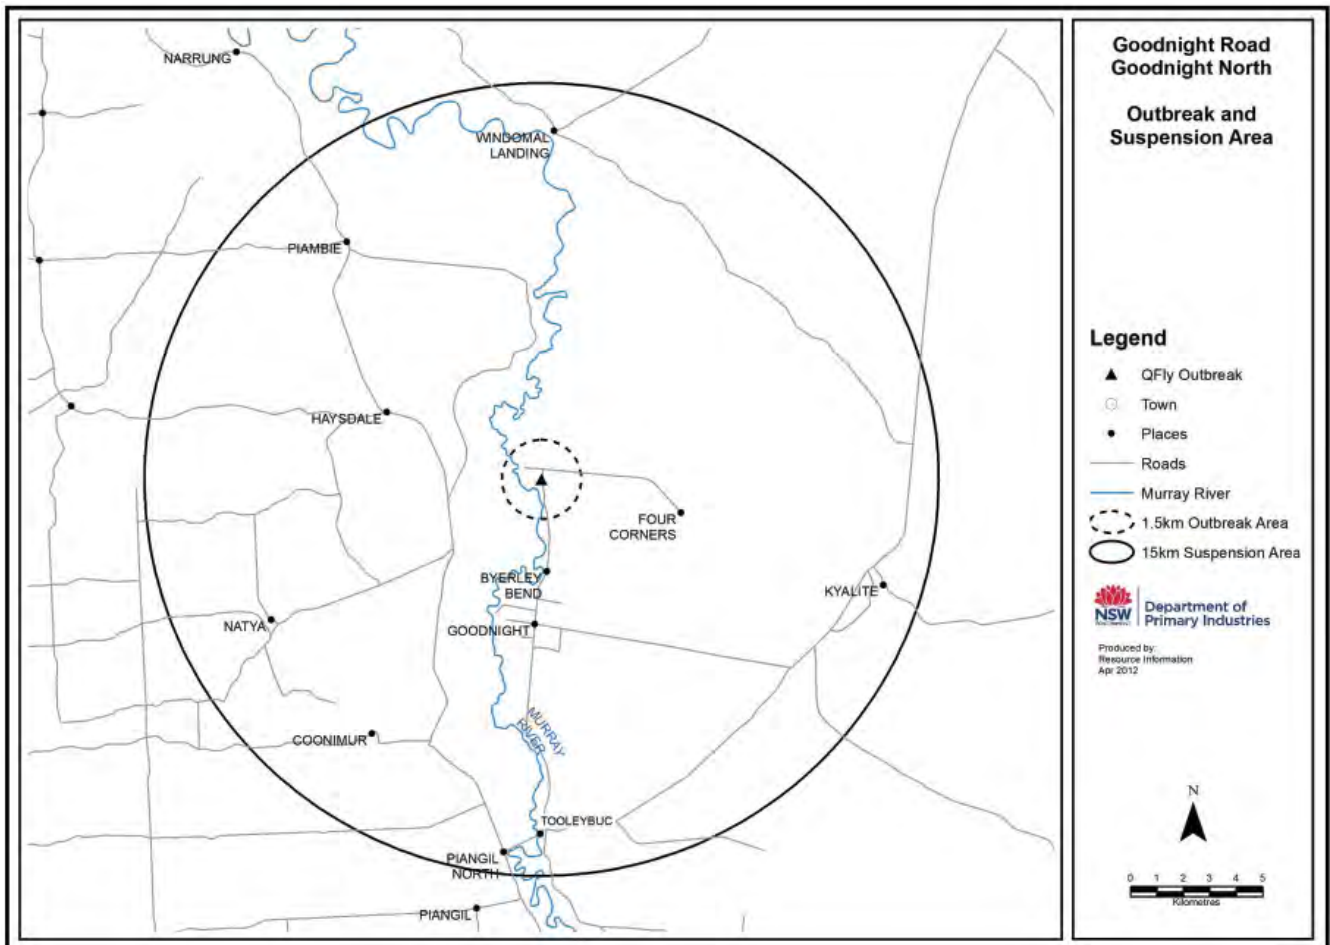 NARRUNG
WINDOMAL
LANDING
PIAMBIE
HAYSDALE
FOUR
CORNERS
BYERLEY
BEND
KYALITE
NATYA
GOODNIGHT
MURRAY
RIVER
COONIMUR
TOOLEYBUC
PIANGIL
NORTH
PIANGIL
Goodnight Road
Goodnight North
Outbreak and
Suspension Area
Legend
QFly Outbreak
Town
Places
Roads
Murray River
1.5km Outbreak Area
15km Suspension Area
NSW
Department of
Primary Industries
Produced by:
Resource Information
Apr 2012
N
0 1 2 3 4 5
Kilometres